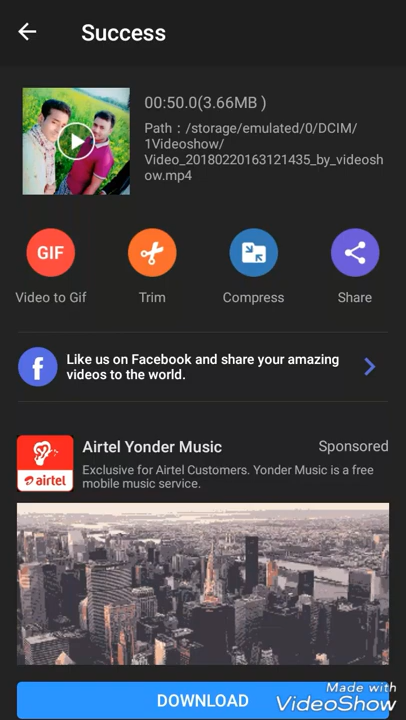 Success
00:50.0(3.66MB )
Path : /storage/emulated/0/DCIM/
1Videoshow/
Video_20180220163121435_by_videosh
ow.mp4
GIF
Video to Gif
Trim
Compress
Share
f
Like us on Facebook and share your amazing
videos to the world.
airtel
Airtel Yonder Music
Sponsored
Exclusive for Airtel Customers. Yonder Music is a free
mobile music service.
DOWNLOAD
Made with
VideoShow